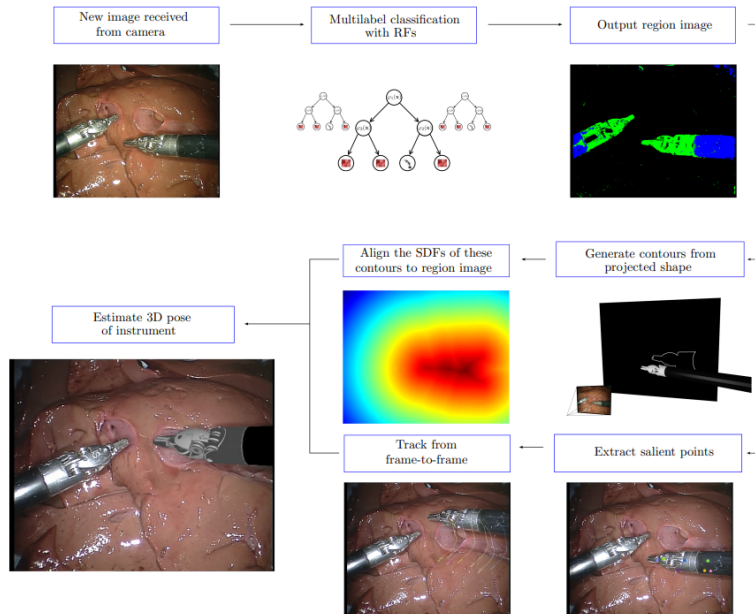 New image received
from camera
Multilabel classification
with RFs
Output region image
Align the SDFs of these
contours to region image
Generate contours from
projected shape
Estimate 3D pose
of instrument
Track from
frame-to-frame
Extract salient points